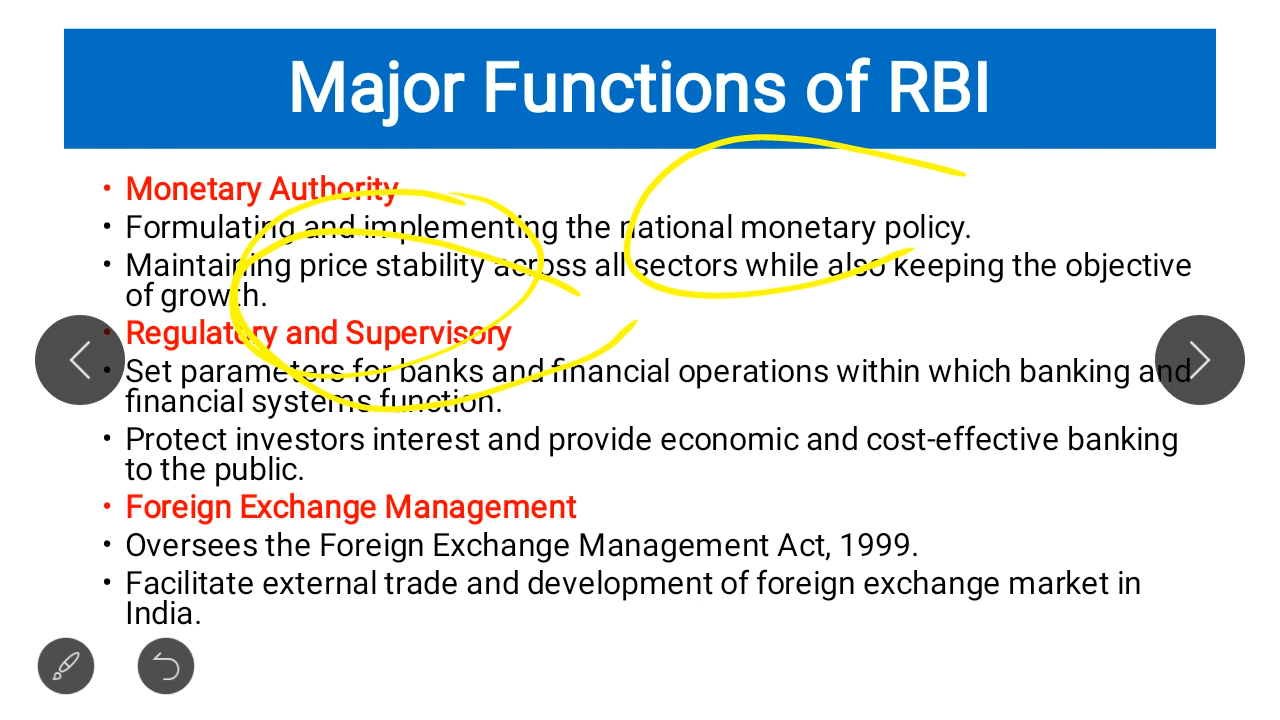 Major Functions of RBI
• Monetary Authority
• Formulating and implementing the national monetary policy.
• Maintaining price stability across all sectors while also keeping the objective
of growth.
• Regulatory and Supervisory
• Set parameters for banks and financial operations within which banking and
financial systems function.
• Protect investors interest and provide economic and cost-effective banking
to the public.
• Foreign Exchange Management
• Oversees the Foreign Exchange Management Act, 1999.
• Facilitate external trade and development of foreign exchange market in
India.